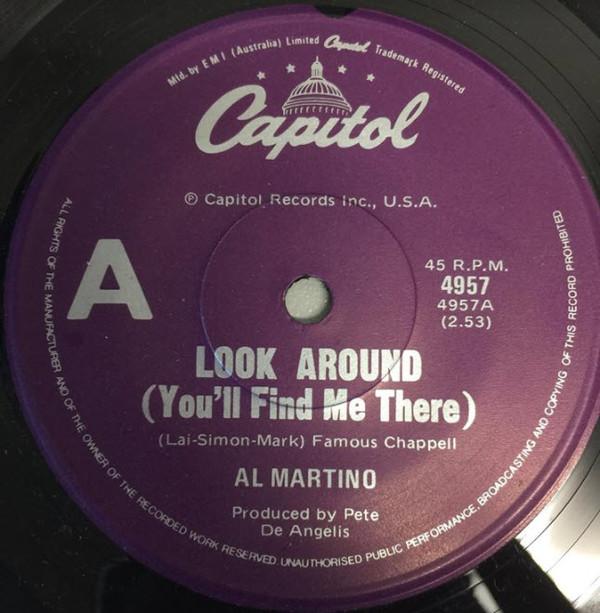 Mfd. by E M I (Australia) Limited Capitol Trademark Registered
Capitol
℗ Capitol Records Inc., U.S.A.
A
45 R.P.M.
4957
4957A
(2.53)
LOOK AROUND
(You'll Find Me There)
(Lai-Simon-Mark) Famous Chappell
AL MARTINO
Produced by Pete
De Angelis
ALL RIGHTS OF THE MANUFACTURER AND OF THE OWNER OF THE RECORDED WORK RESERVED. UNAUTHORISED PUBLIC PERFORMANCE, BROADCASTING AND COPYING OF THIS RECORD PROHIBITED